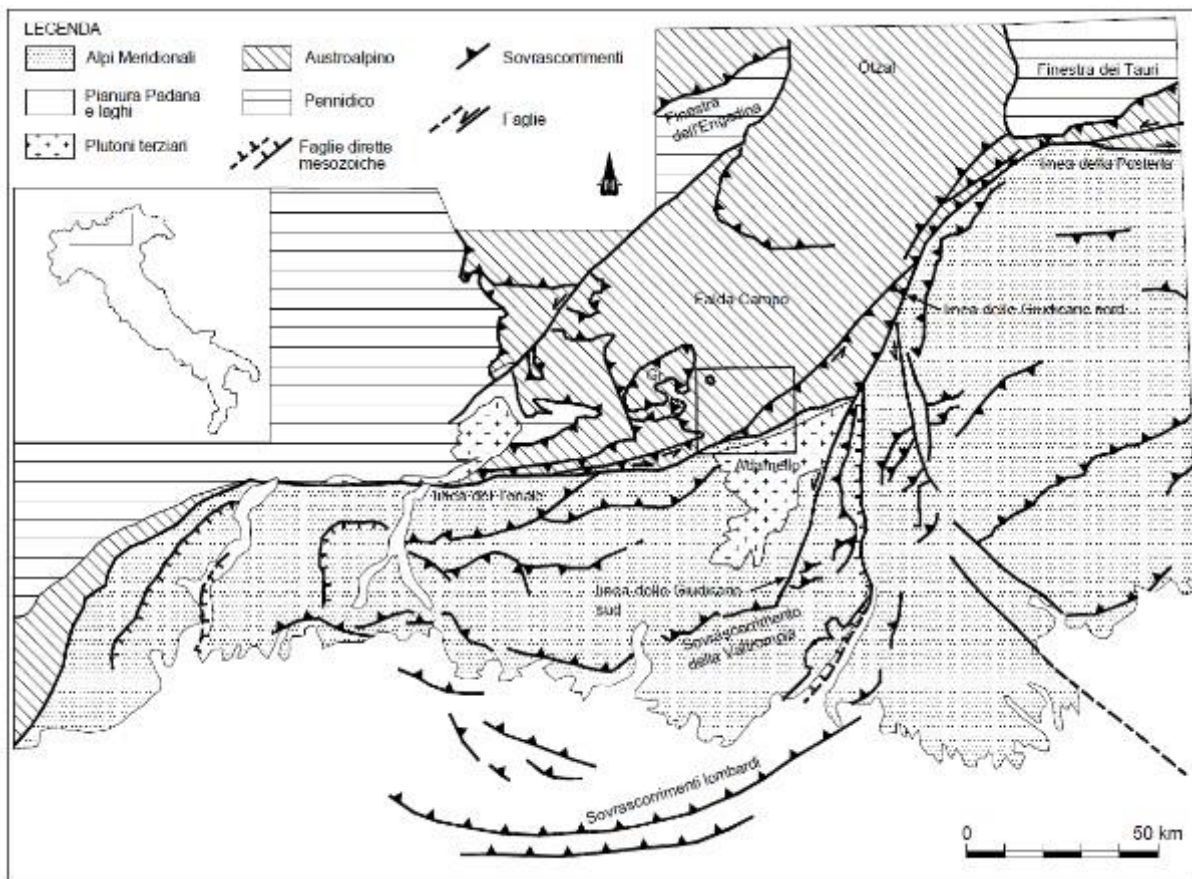 LEGENDA
Alpi Meridionali
Austroalpino
Sovrascorrimenti
Pianura Padana
e laghi
Pennidico
Faglie
Plutoni terziari
Faglie dirette
mesozoiche
Otzal
Finestra dei Tauri
Finestra
dell'Engadina
N
linea della Pusteria
Falda Campo
linea delle Giudicarie nord
Gr
Adamello
linea del Tonale
linea delle Giudicarie
sud
Sovrascorrimento
della Valtrompia
Sovrascorrimenti lombardi
0
50 km